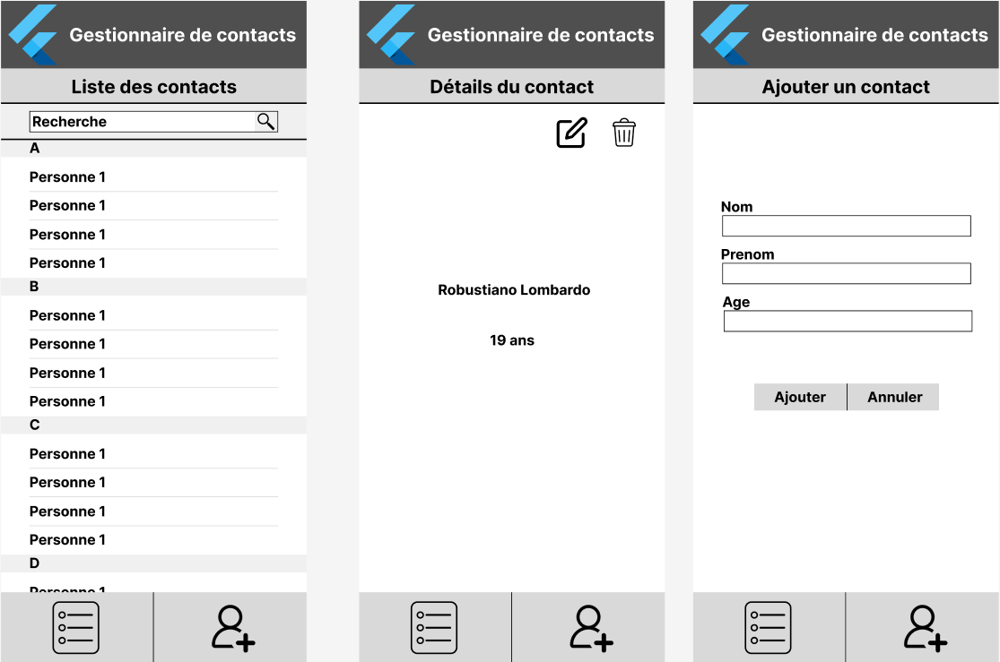 Gestionnaire de contacts
Liste des contacts
Recherche
A
Personne 1
Personne 1
Personne 1
Personne 1
B
Personne 1
Personne 1
Personne 1
Personne 1
C
Personne 1
Personne 1
Personne 1
Personne 1
D
Personne 1
Gestionnaire de contacts
Détails du contact
Robustiano Lombardo
19 ans
Gestionnaire de contacts
Ajouter un contact
Nom
Prenom
Age
Ajouter
Annuler